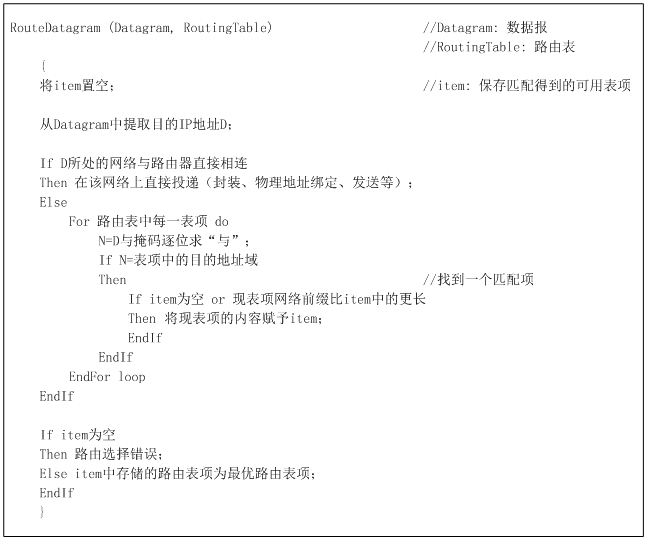 RouteDatagram (Datagram, RoutingTable) //Datagram: 数据报
//RoutingTable: 路由表
{
将item置空; //item: 保存匹配得到的可用表项
从Datagram中提取目的IP地址D;
If D所处的网络与路由器直接相连
Then 在该网络上直接投递（封装、物理地址绑定、发送等）;
Else
For 路由表中每一表项 do
N=D与掩码逐位求“与”;
If N=表项中的目的地址域
Then //找到一个匹配项
If item为空 or 现表项网络前缀比item中的更长
Then 将现表项的内容赋予item;
EndIf
EndIf
EndFor loop
EndIf
If item为空
Then 路由选择错误;
Else item中存储的路由表项为最优路由表项;
EndIf
}